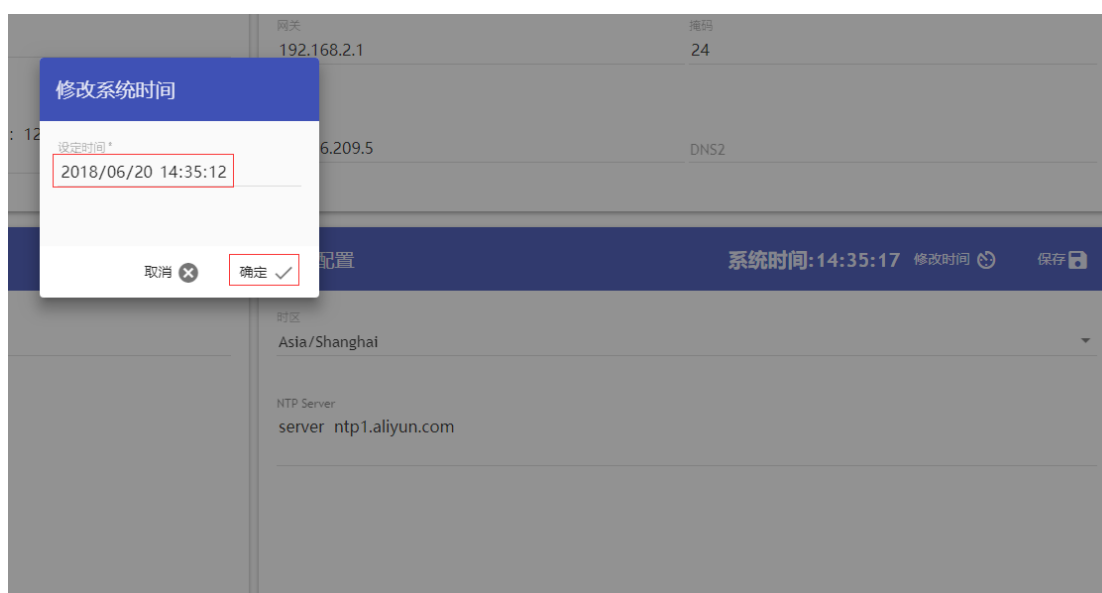 网关
掩码
192.168.2.1
24
修改系统时间
: 12
设定时间*
6.209.5
DNS2
2018/06/20 14:35:12
取消
确定
配置
系统时间:14:35:17
修改时间
保存
时区
Asia/Shanghai
NTP Server
server ntp1.aliyun.com